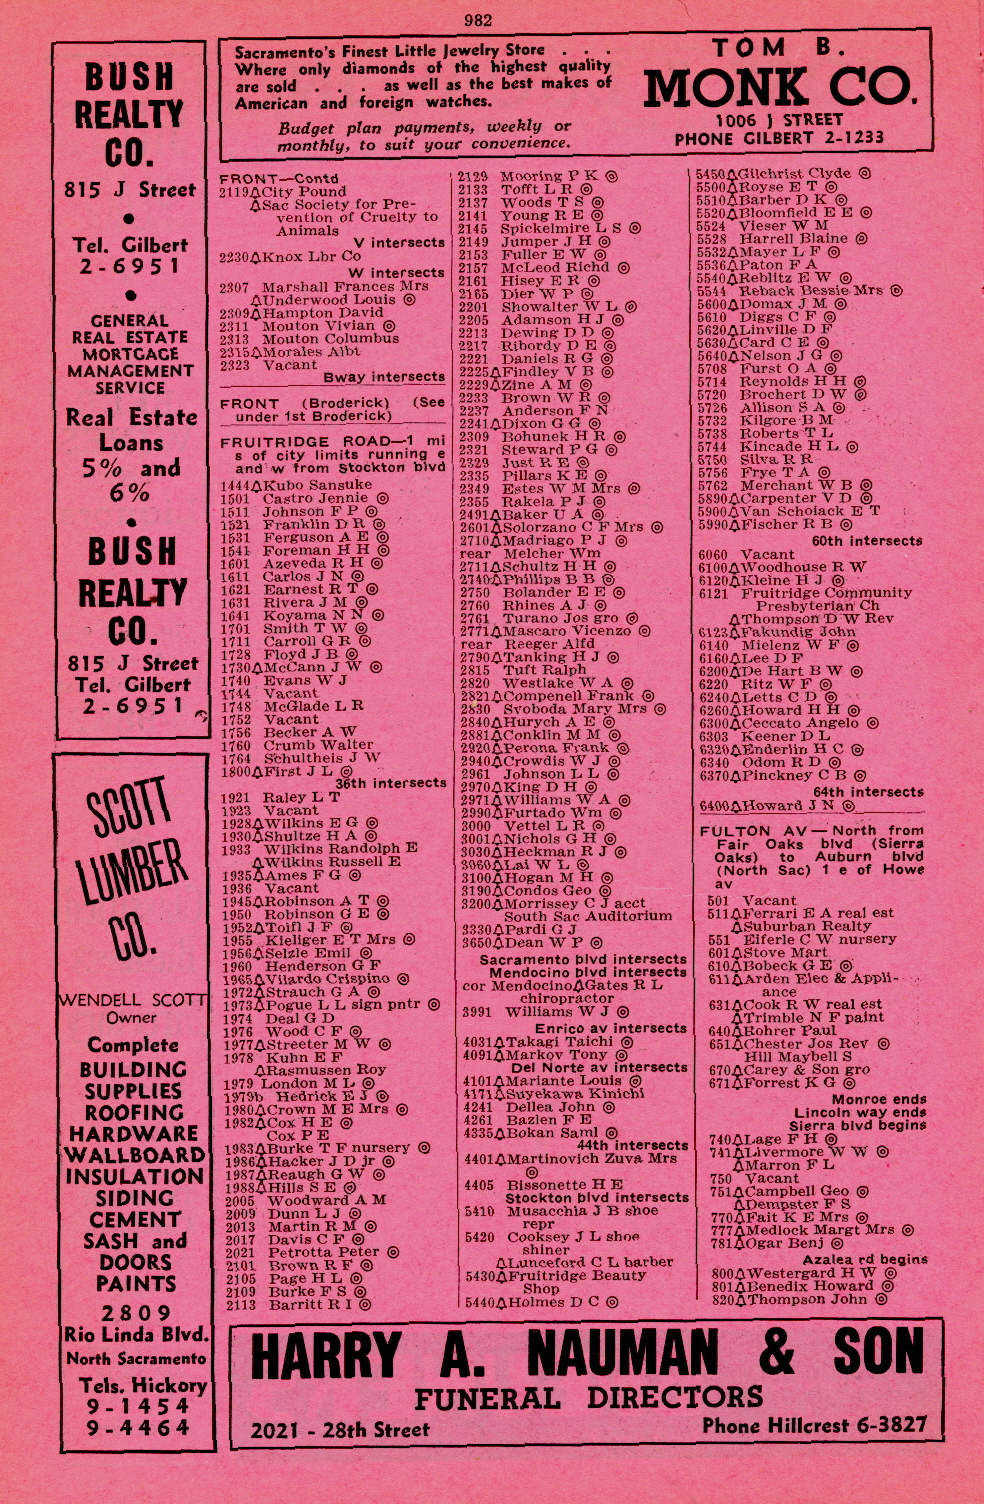 982
BUSH
REALTY
CO.
815 J Street
●
Tel. Gilbert
2-6951
●
GENERAL
REAL ESTATE
MORTGAGE
MANAGEMENT
SERVICE
Real Estate
Loans
5% and
6%
●
BUSH
REALTY
CO.
815 J Street
Tel. Gilbert
2-6951
SCOTT
LUMBER
CO.
WENDELL SCOTT
Owner
Complete
BUILDING
SUPPLIES
ROOFING
HARDWARE
WALLBOARD
INSULATION
SIDING
CEMENT
SASH and
DOORS
PAINTS
2809
Rio Linda Blvd.
North Sacramento
Tels. Hickory
9-1454
9-4464
Sacramento's Finest Little Jewelry Store . . .
Where only diamonds of the highest quality
are sold . . . as well as the best makes of
American and foreign watches.
Budget plan payments, weekly or
monthly, to suit your convenience.
TOM B.
MONK CO.
1006 J STREET
PHONE GILBERT 2-1233
FRONT—Contd
2119△City Pound
△Sac Society for Pre-
vention of Cruelty to
Animals
V intersects
2230△Knox Lbr Co
W intersects
2307 Marshall Frances Mrs
△Underwood Louis ◎
2309△Hampton David
2311 Mouton Vivian ◎
2313 Mouton Columbus
2315△Morales Albt
2323 Vacant
Bway intersects
FRONT (Broderick) (See
under 1st Broderick)
FRUITRIDGE ROAD—1 mi
s of city limits running e
and w from Stockton blvd
1444△Kubo Sansuke
1501 Castro Jennie ◎
1511 Johnson F P ◎
1521 Franklin D R ◎
1531 Ferguson A E ◎
1541 Foreman H H ◎
1601 Azeveda R H ◎
1611 Carlos J N ◎
1621 Earnest R T ◎
1631 Rivera J M ◎
1641 Koyama N N ◎
1701 Smith T W ◎
1711 Carroll G R ◎
1728 Floyd J B ◎
1730△McCann J W ◎
1740 Evans W J
1744 Vacant
1748 McGlade L R
1752 Vacant
1756 Becker A W
1760 Crumb Walter
1764 Schultheis J W
1800△First J L ◎
36th intersects
1921 Raley L T
1923 Vacant
1928△Wilkins E G ◎
1930△Shultze H A ◎
1933 Wilkins Randolph E
△Wilkins Russell E
1935△Ames F G ◎
1936 Vacant
1945△Robinson A T ◎
1950 Robinson G E ◎
1952△Toifl J F ◎
1955 Kleliger E T Mrs ◎
1956△Selzle Emil ◎
1960 Henderson G F
1965△Vilardo Crispino ◎
1972△Strauch G A ◎
1973△Pogue L L sign pntr ◎
1974 Deal G D
1976 Wood C F ◎
1977△Streeter M W ◎
1978 Kuhn E F
△Rasmussen Roy
1979 London M L ◎
1979b Hedrick E J ◎
1980△Crown M E Mrs ◎
1982△Cox H E ◎
Cox P E
1983△Burke T F nursery ◎
1986△Hacker J D jr ◎
1987△Reaugh G W ◎
1988△Hills S E ◎
2005 Woodward A M
2009 Dunn L J ◎
2013 Martin R M ◎
2017 Davis C F ◎
2021 Petrotta Peter ◎
2101 Brown R F ◎
2105 Page H L ◎
2109 Burke F S ◎
2113 Barritt R I ◎
2129 Mooring P K ◎
2133 Tofft L R ◎
2137 Woods T S ◎
2141 Young R E ◎
2145 Spickelmire L S ◎
2149 Jumper J H ◎
2153 Fuller E W ◎
2157 McLeod Richd ◎
2161 Hisey E R ◎
2165 Dier W P ◎
2201 Showalter W L ◎
2205 Adamson H J ◎
2213 Dewing D D ◎
2217 Ribordy D E ◎
2221 Daniels R G ◎
2225△Findley V B ◎
2229△Zine A M ◎
2233 Brown W R ◎
2237 Anderson F N
2241△Dixon G G ◎
2309 Bohunek H R ◎
2321 Steward P G ◎
2329 Just R E ◎
2335 Pillars K E ◎
2349 Estes W M Mrs ◎
2355 Rakela P J ◎
2491△Baker U A ◎
2601△Solorzano C F Mrs ◎
2710△Madriago P J ◎
rear Melcher Wm
2711△Schultz H H ◎
2740△Phillips B B ◎
2750 Bolander E E ◎
2760 Rhines A J ◎
2761 Turano Jos gro ◎
2771△Mascaro Vicenzo ◎
rear Reeger Alfd
2790△Tanking H J ◎
2815 Tuft Ralph
2820 Westlake W A ◎
2821△Compenell Frank ◎
2830 Svoboda Mary Mrs ◎
2840△Hurych A E ◎
2881△Conklin M M ◎
2920△Perona Frank ◎
2940△Crowdis W J ◎
2961 Johnson L L ◎
2970△King D H ◎
2971△Williams W A ◎
2990△Furtado Wm ◎
3000 Vettel L R ◎
3001△Nichols G H ◎
3030△Heckman R J ◎
3060△Lai W L ◎
3100△Hogan M H ◎
3190△Condos Geo ◎
3200△Morrissey C J acct
South Sac Auditorium
3330△Pardi G J
3650△Dean W P ◎
Sacramento blvd intersects
Mendocino blvd intersects
cor Mendocino△Gates R L
chiropractor
3991 Williams W J ◎
Enrico av intersects
4031△Takagi Taichi ◎
4091△Markov Tony ◎
Del Norte av intersects
4101△Mariante Louis ◎
4171△Suyekawa Kinichi
4241 Dellea John ◎
4261 Bazlen F E
4335△Bokan Saml ◎
44th intersects
4401△Martinovich Zuva Mrs
◎
4405 Bissonette H E
Stockton blvd intersects
5410 Musacchia J B shoe
repr
5420 Cooksey J L shoe
shiner
△Lunceford C L barber
5430△Fruitridge Beauty
Shop
5440△Holmes D C ◎
5450△Gilchrist Clyde ◎
5500△Royse E T ◎
5510△Barber D K ◎
5520△Bloomfield E E ◎
5524 Vieser W M
5528 Harrell Blaine ◎
5532△Mayer L F ◎
5536△Paton F A
5540△Reblitz E W ◎
5544 Reback Bessie Mrs ◎
5600△Domax J M ◎
5610 Diggs C F ◎
5620△Linville D F
5630△Card C E ◎
5640△Nelson J G ◎
5708 Furst O A ◎
5714 Reynolds H H ◎
5720 Brochert D W ◎
5726 Allison S A ◎
5732 Kilgore B M
5738 Roberts T L
5744 Kincade H L ◎
5750 Silva R R
5756 Frye T A ◎
5762 Merchant W B ◎
5890△Carpenter V D ◎
5900△Van Scholack E T
5990△Fischer R B ◎
60th intersects
6060 Vacant
6100△Woodhouse R W
6120△Kleine H J ◎
6121 Fruitridge Community
Presbyterian Ch
△Thompson D W Rev
6123△Fakundig John
6140 Mielenz W F ◎
6160△Lee D F
6200△De Hart B W ◎
6220 Ritz W F ◎
6240△Letts C D ◎
6260△Howard H H ◎
6300△Ceccato Angelo ◎
6303 Keener D L
6320△Enderlin H C ◎
6340 Odom R D ◎
6370△Pinckney C B ◎
64th intersects
6400△Howard J N ◎
FULTON AV—North from
Fair Oaks blvd (Sierra
Oaks) to Auburn blvd
(North Sac) 1 e of Howe
av
501 Vacant
511△Ferrari E A real est
△Suburban Realty
551 Eiferle C W nursery
601△Stove Mart
610△Bobeck G E ◎
611△Arden Elec & Appli-
ance
631△Cook R W real est
△Trimble N F paint
640△Rohrer Paul
651△Chester Jos Rev ◎
Hill Maybell S
670△Carey & Son gro
671△Forrest K G ◎
Monroe ends
Lincoln way ends
Sierra blvd begins
740△Lage F H ◎
741△Livermore W W ◎
△Marron F L
750 Vacant
751△Campbell Geo ◎
△Dempster F S
770△Fait K E Mrs ◎
777△Medlock Margt Mrs ◎
781△Ogar Benj ◎
Azalea rd begins
800△Westergard H W ◎
801△Benedix Howard ◎
820△Thompson John ◎
HARRY A. NAUMAN & SON
FUNERAL DIRECTORS
2021 - 28th Street
Phone Hillcrest 6-3827